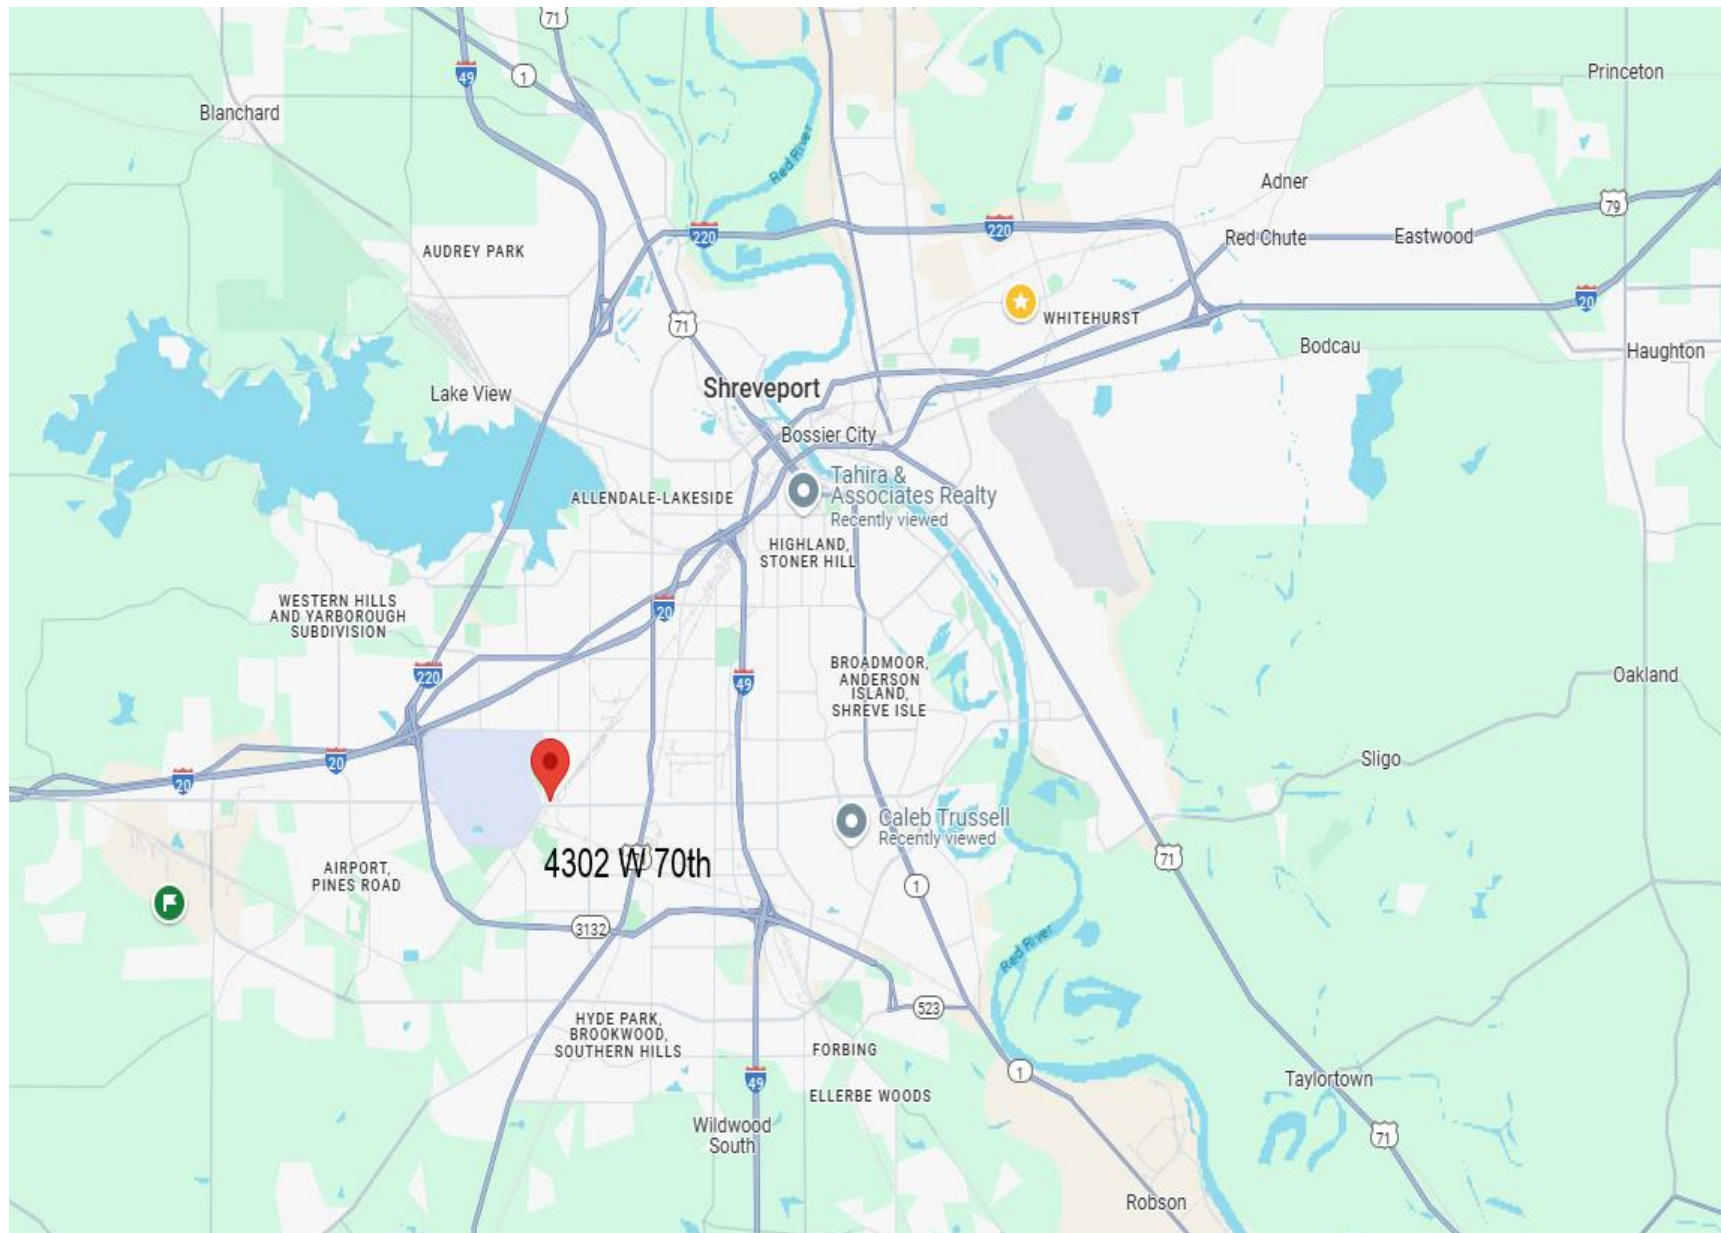 71
49
1
Princeton
Blanchard
Red River
Adner
79
220
220
Red Chute
Eastwood
AUDREY PARK
20
71
WHITEHURST
Bodcau
Haughton
Shreveport
Lake View
Bossier City
Tahira &
Associates Realty
Recently viewed
ALLENDALE-LAKESIDE
HIGHLAND,
STONER HILL
WESTERN HILLS
AND YARBOROUGH
SUBDIVISION
20
220
49
BROADMOOR,
ANDERSON
ISLAND,
SHREVE ISLE
Oakland
Sligo
20
20
Caleb Trussell
Recently viewed
71
4302 W 70th
AIRPORT,
PINES ROAD
1
3132
Red River
523
HYDE PARK,
BROOKWOOD,
SOUTHERN HILLS
FORBING
49
1
Taylortown
ELLERBE WOODS
Wildwood
South
71
Robson